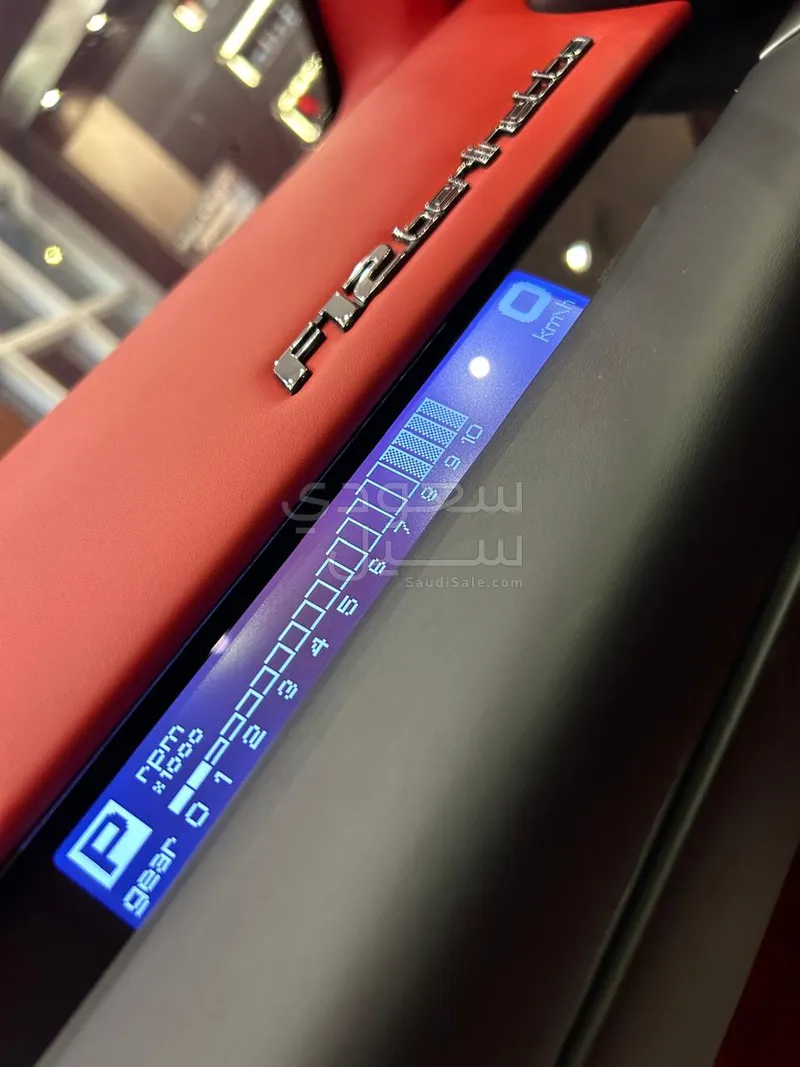 F12berlinetta
0
km/h
rpm
x1000
0 1 2 3 4 5 6 7 8 9 10
P
gear
سعودي
سيل
SaudiSale.com